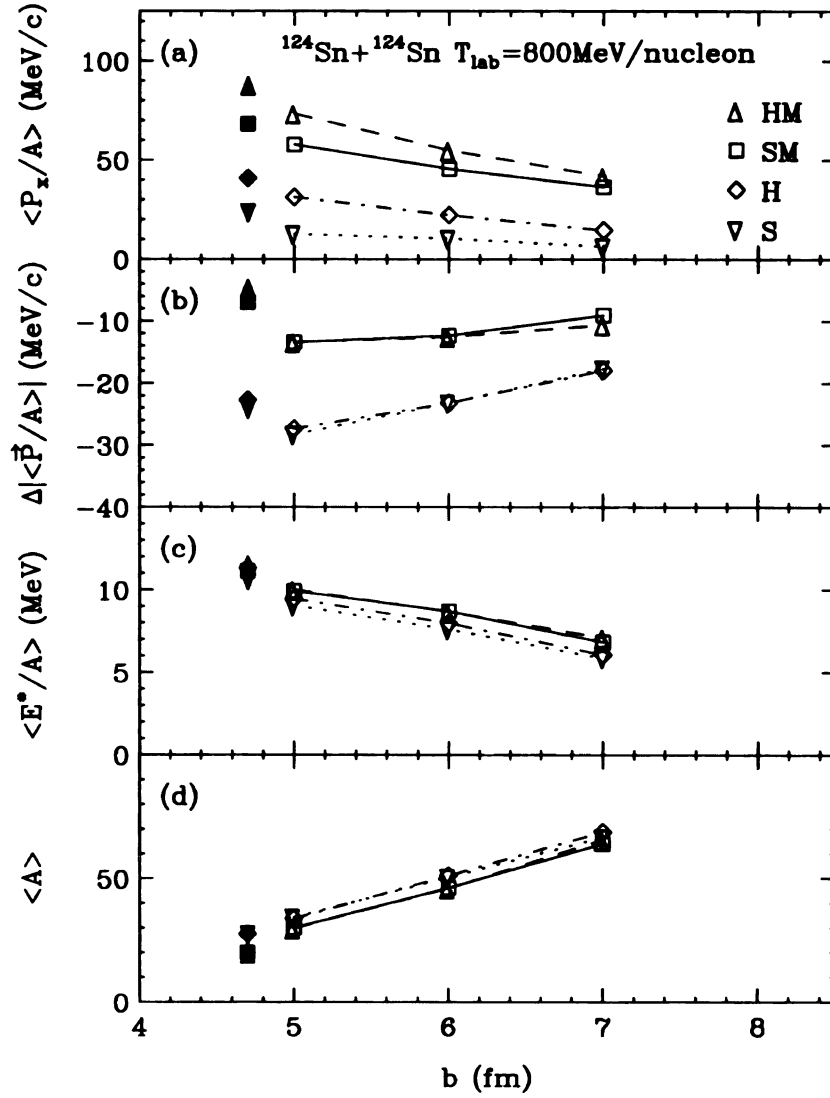 (a) ¹²⁴Sn+¹²⁴Sn T_lab=800MeV/nucleon
<P_x/A> (MeV/c)
100
50
0
HM
SM
H
S
(b)
Δ|<P⃗/A>| (MeV/c)
-10
-20
-30
-40
(c)
<E*/A> (MeV)
10
5
0
(d)
<A>
50
0
4 5 6 7 8
b (fm)